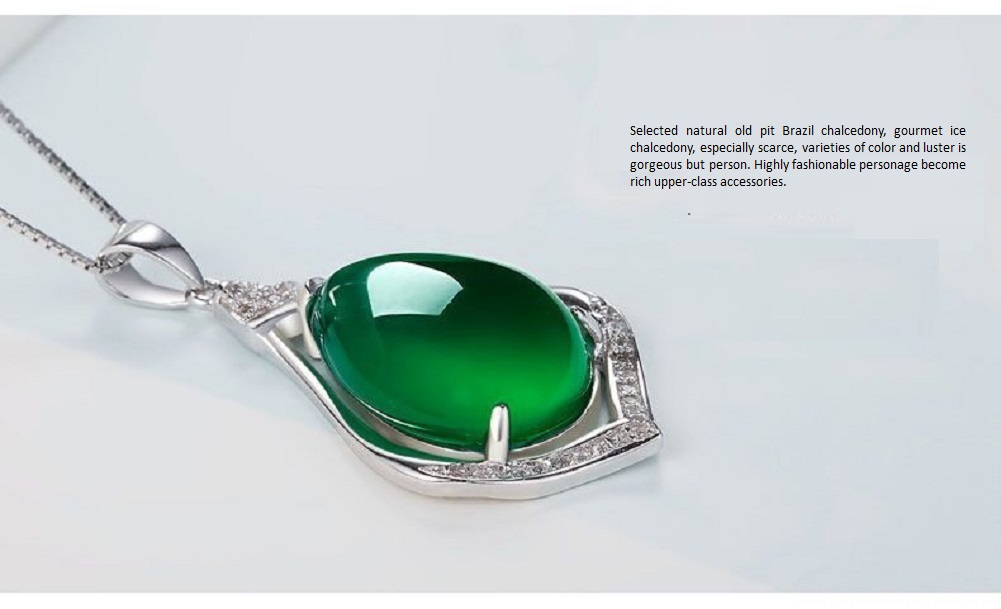 Selected natural old pit Brazil chalcedony, gourmet ice
chalcedony, especially scarce, varieties of color and luster is
gorgeous but person. Highly fashionable personage become
rich upper-class accessories.